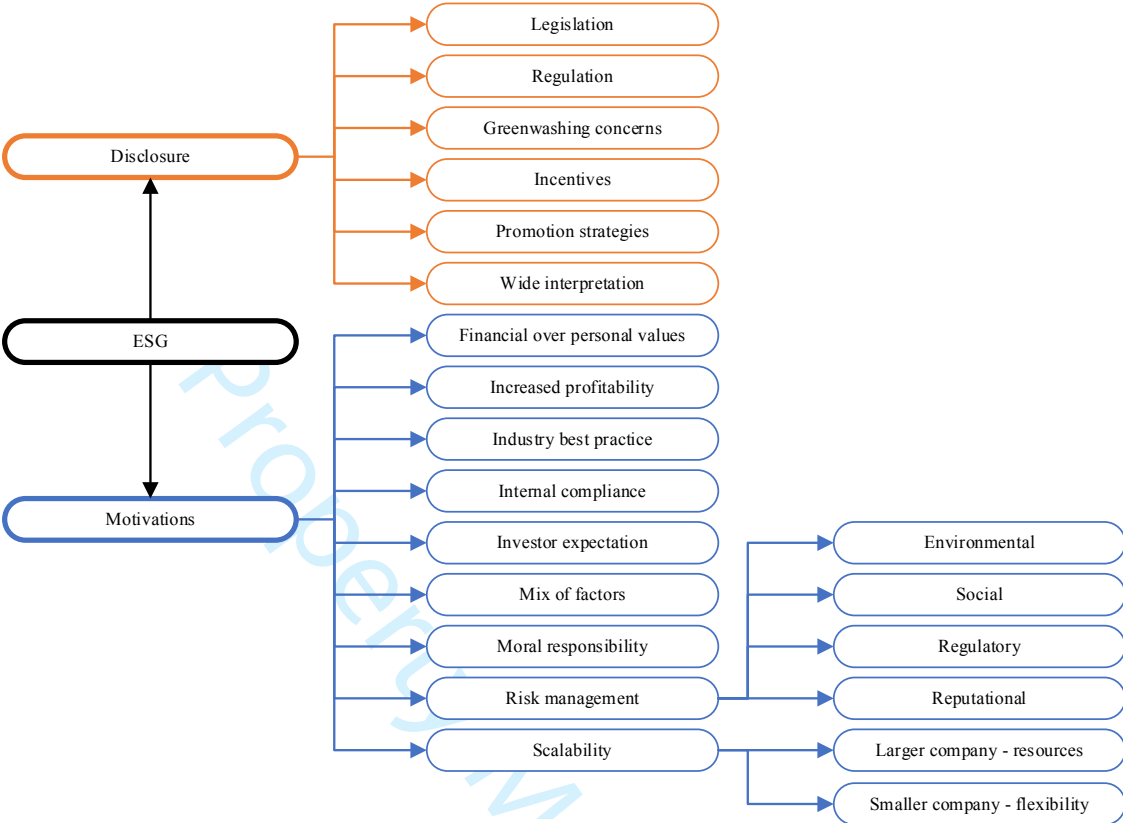 Legislation
Regulation
Greenwashing concerns
Disclosure
Incentives
Promotion strategies
Wide interpretation
ESG
Financial over personal values
Increased profitability
Industry best practice
Internal compliance
Motivations
Investor expectation
Environmental
Mix of factors
Social
Moral responsibility
Regulatory
Risk management
Reputational
Scalability
Larger company - resources
Smaller company - flexibility
Property M